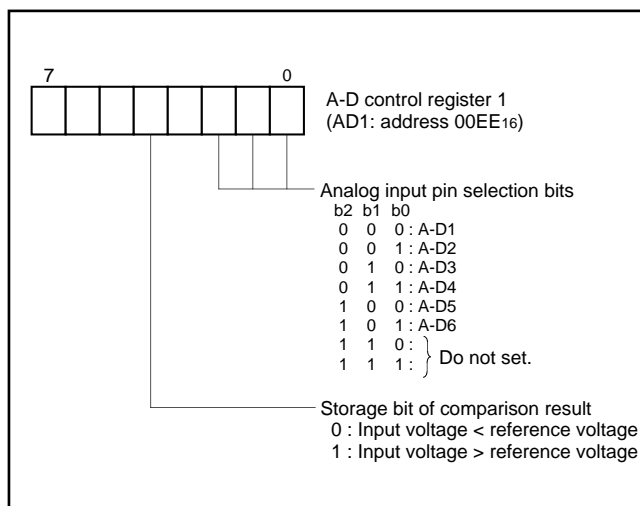 7 0
A-D control register 1
(AD1: address 00EE16)
Analog input pin selection bits
b2 b1 b0
0 0 0 : A-D1
0 0 1 : A-D2
0 1 0 : A-D3
0 1 1 : A-D4
1 0 0 : A-D5
1 0 1 : A-D6
1 1 0 :
1 1 1 :
Do not set.
Storage bit of comparison result
0 : Input voltage < reference voltage
1 : Input voltage > reference voltage